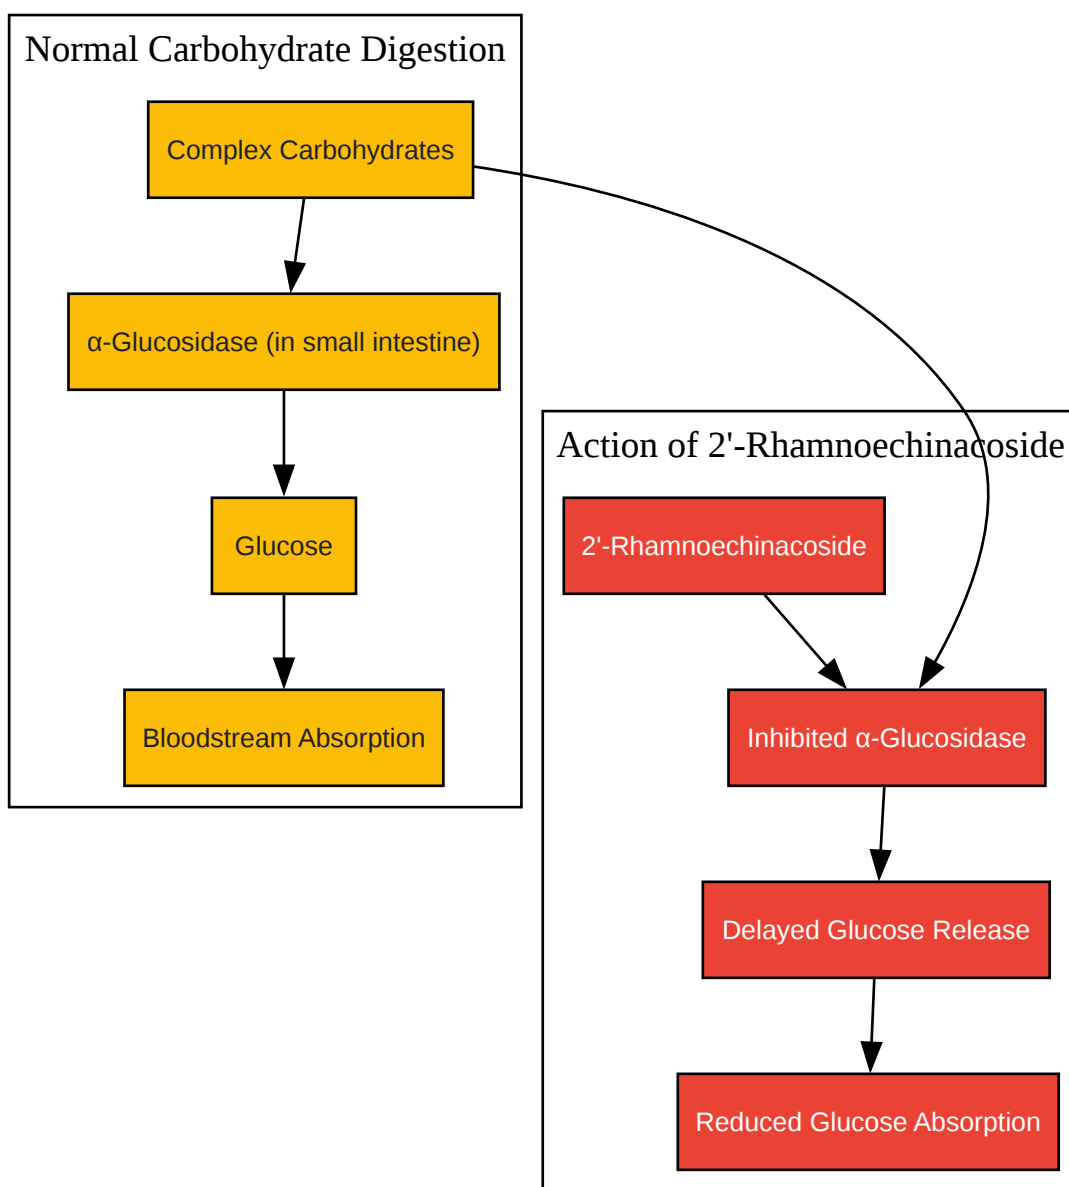 Normal Carbohydrate Digestion
Complex Carbohydrates
α-Glucosidase (in small intestine)
Glucose
Bloodstream Absorption
Action of 2'-Rhamnoechinacoside
2'-Rhamnoechinacoside
Inhibited α-Glucosidase
Delayed Glucose Release
Reduced Glucose Absorption